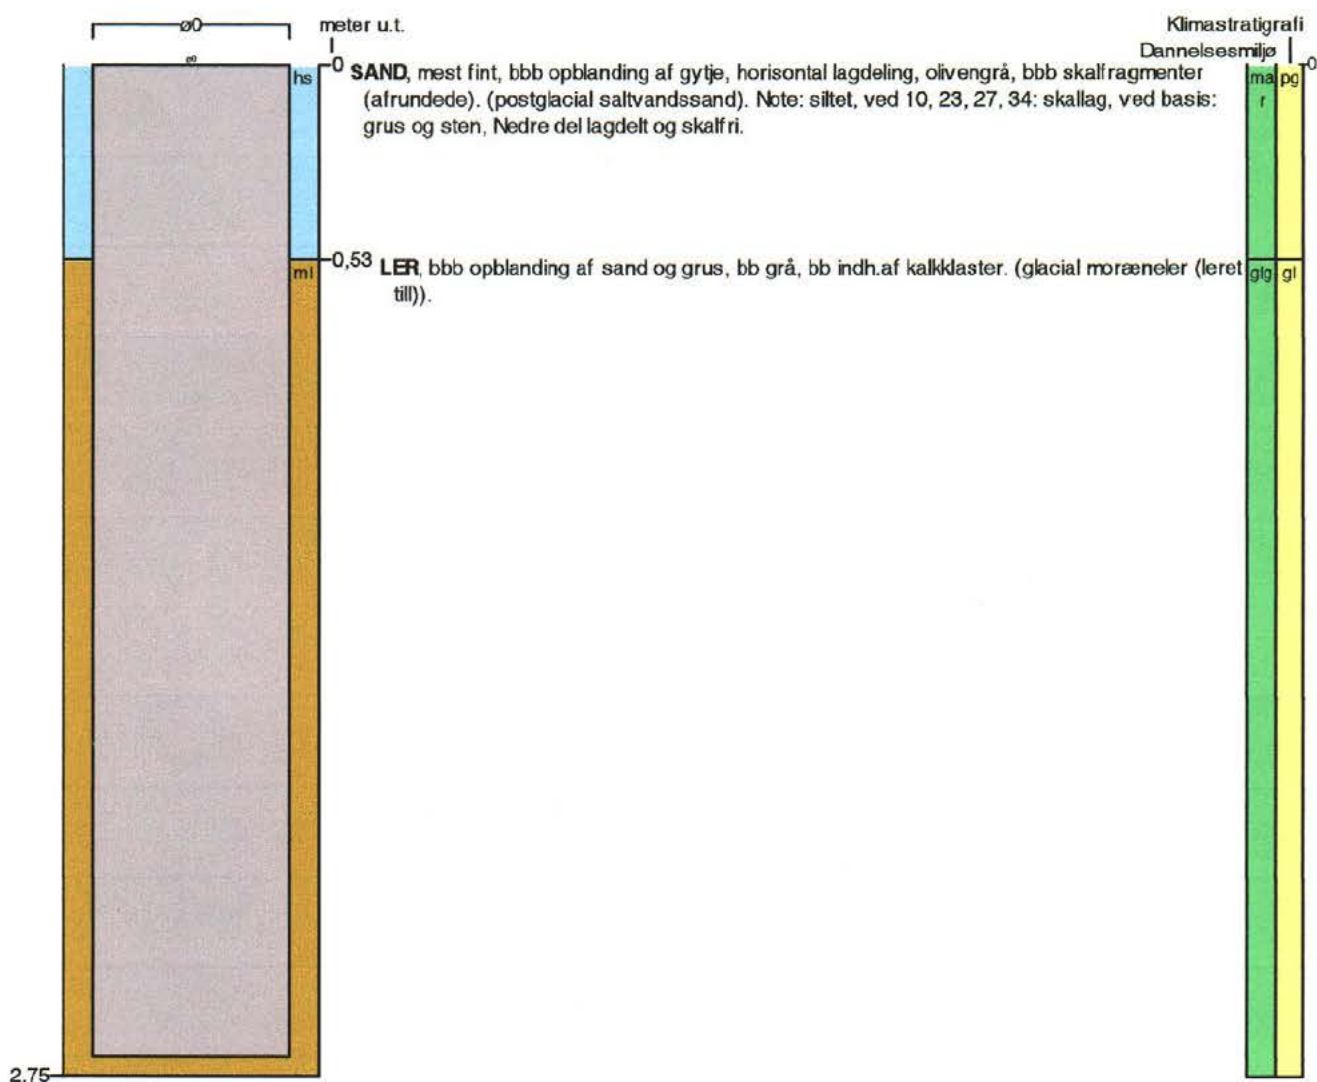 ø0 meter u.t. Klimastratigrafi
Dannelsesmiljø
ø0
hs 0 SAND, mest fint, bbb opblanding af gytje, horisontal lagdeling, olivengrå, bbb skalfragmenter mar pg 0
(afrundede). (postglacial saltvandssand). Note: siltet, ved 10, 23, 27, 34: skallag, ved basis:
grus og sten, Nedre del lagdelt og skalfri.
ml 0,53 LER, bbb opblanding af sand og grus, bb grå, bb indh.af kalkklaster. (glacial moræneler (leret glg gl
till)).
2.75